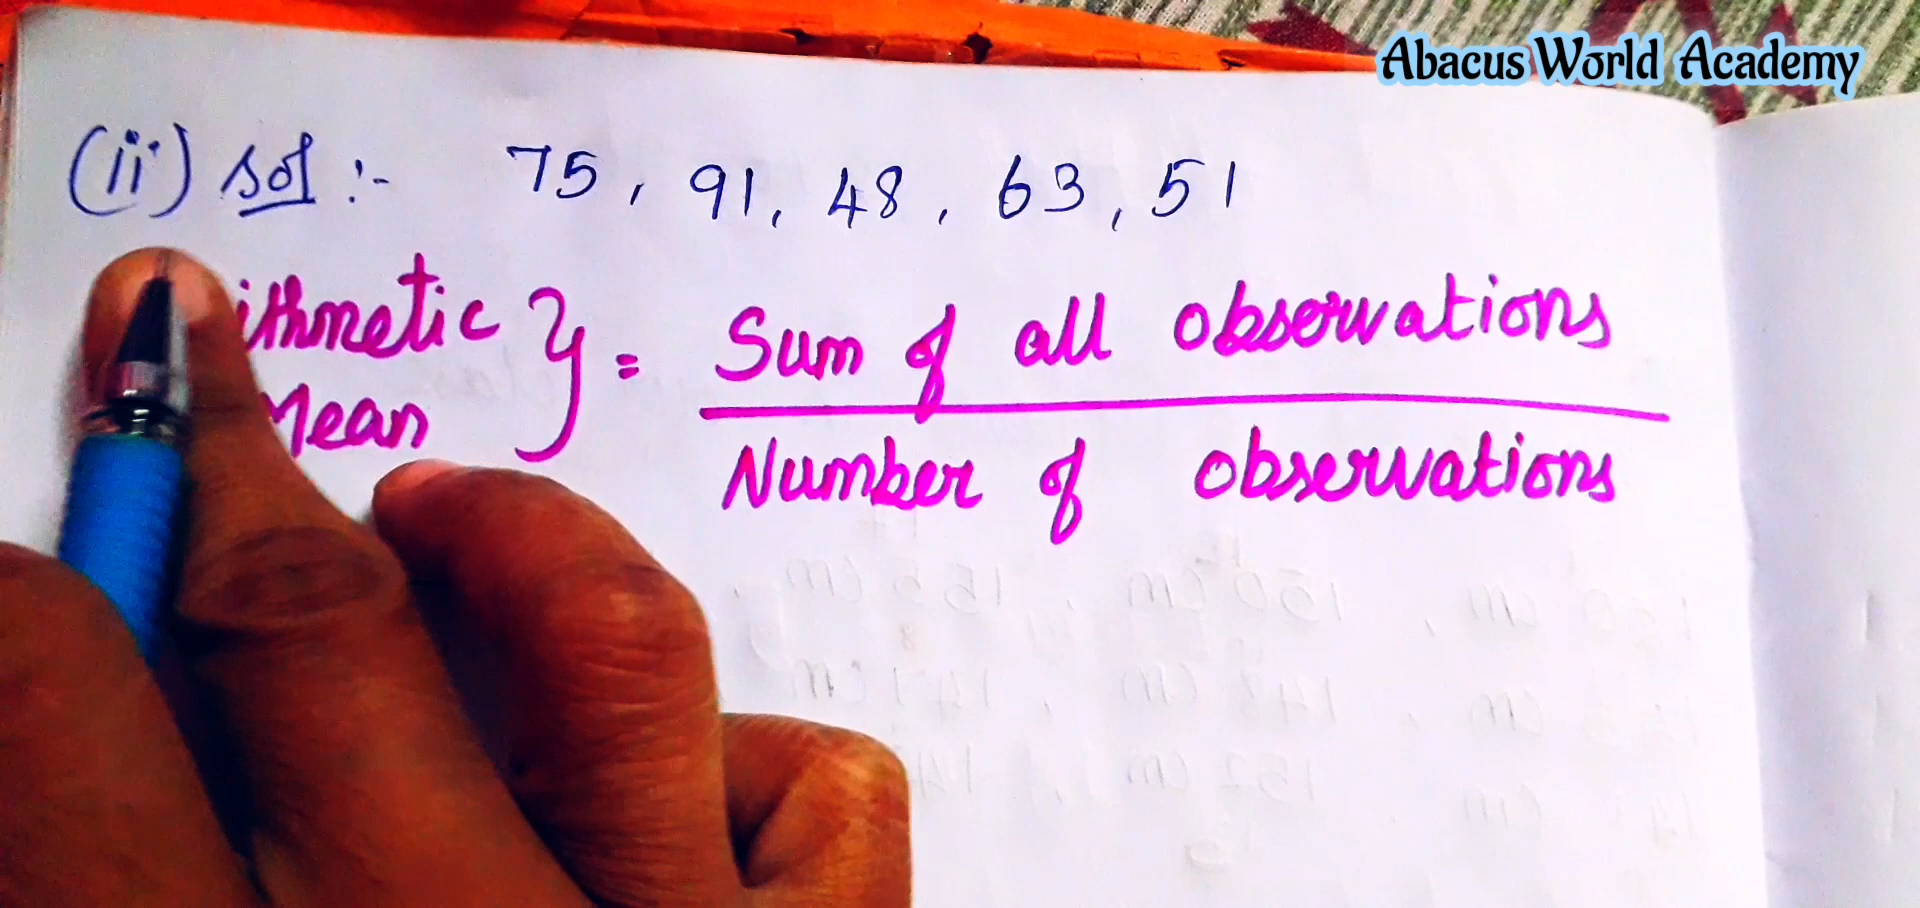 Abacus World Academy
(ii) sol :- 75, 91, 48, 63, 51
ithmetic Mean } = Sum of all observations
Number of observations